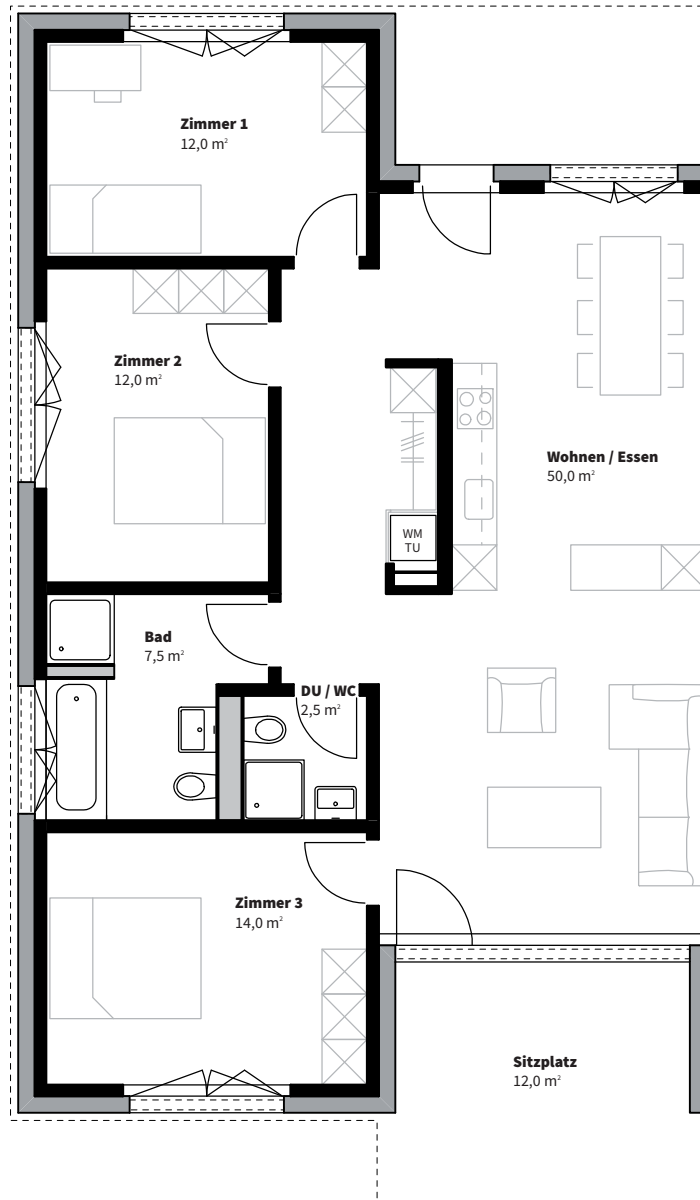 Zimmer 1
12,0 m²
Zimmer 2
12,0 m²
Wohnen / Essen
50,0 m²
WM
TU
Bad
7,5 m²
DU / WC
2,5 m²
Zimmer 3
14,0 m²
Sitzplatz
12,0 m²